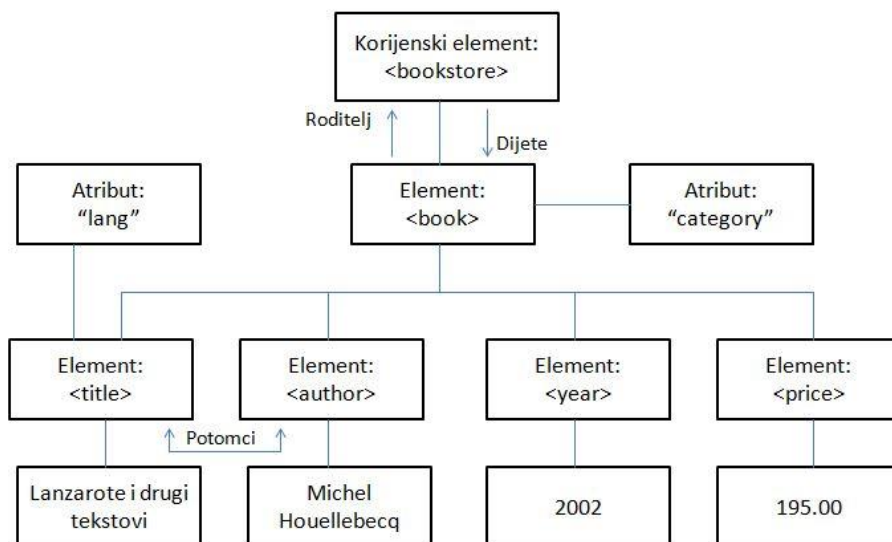 Korijenski element:
<bookstore>
Roditelj
Dijete
Atribut:
“lang”
Element:
<book>
Atribut:
“category”
Element:
<title>
Element:
<author>
Element:
<year>
Element:
<price>
Potomci
Lanzarote i drugi
tekstovi
Michel
Houellebecq
2002
195.00